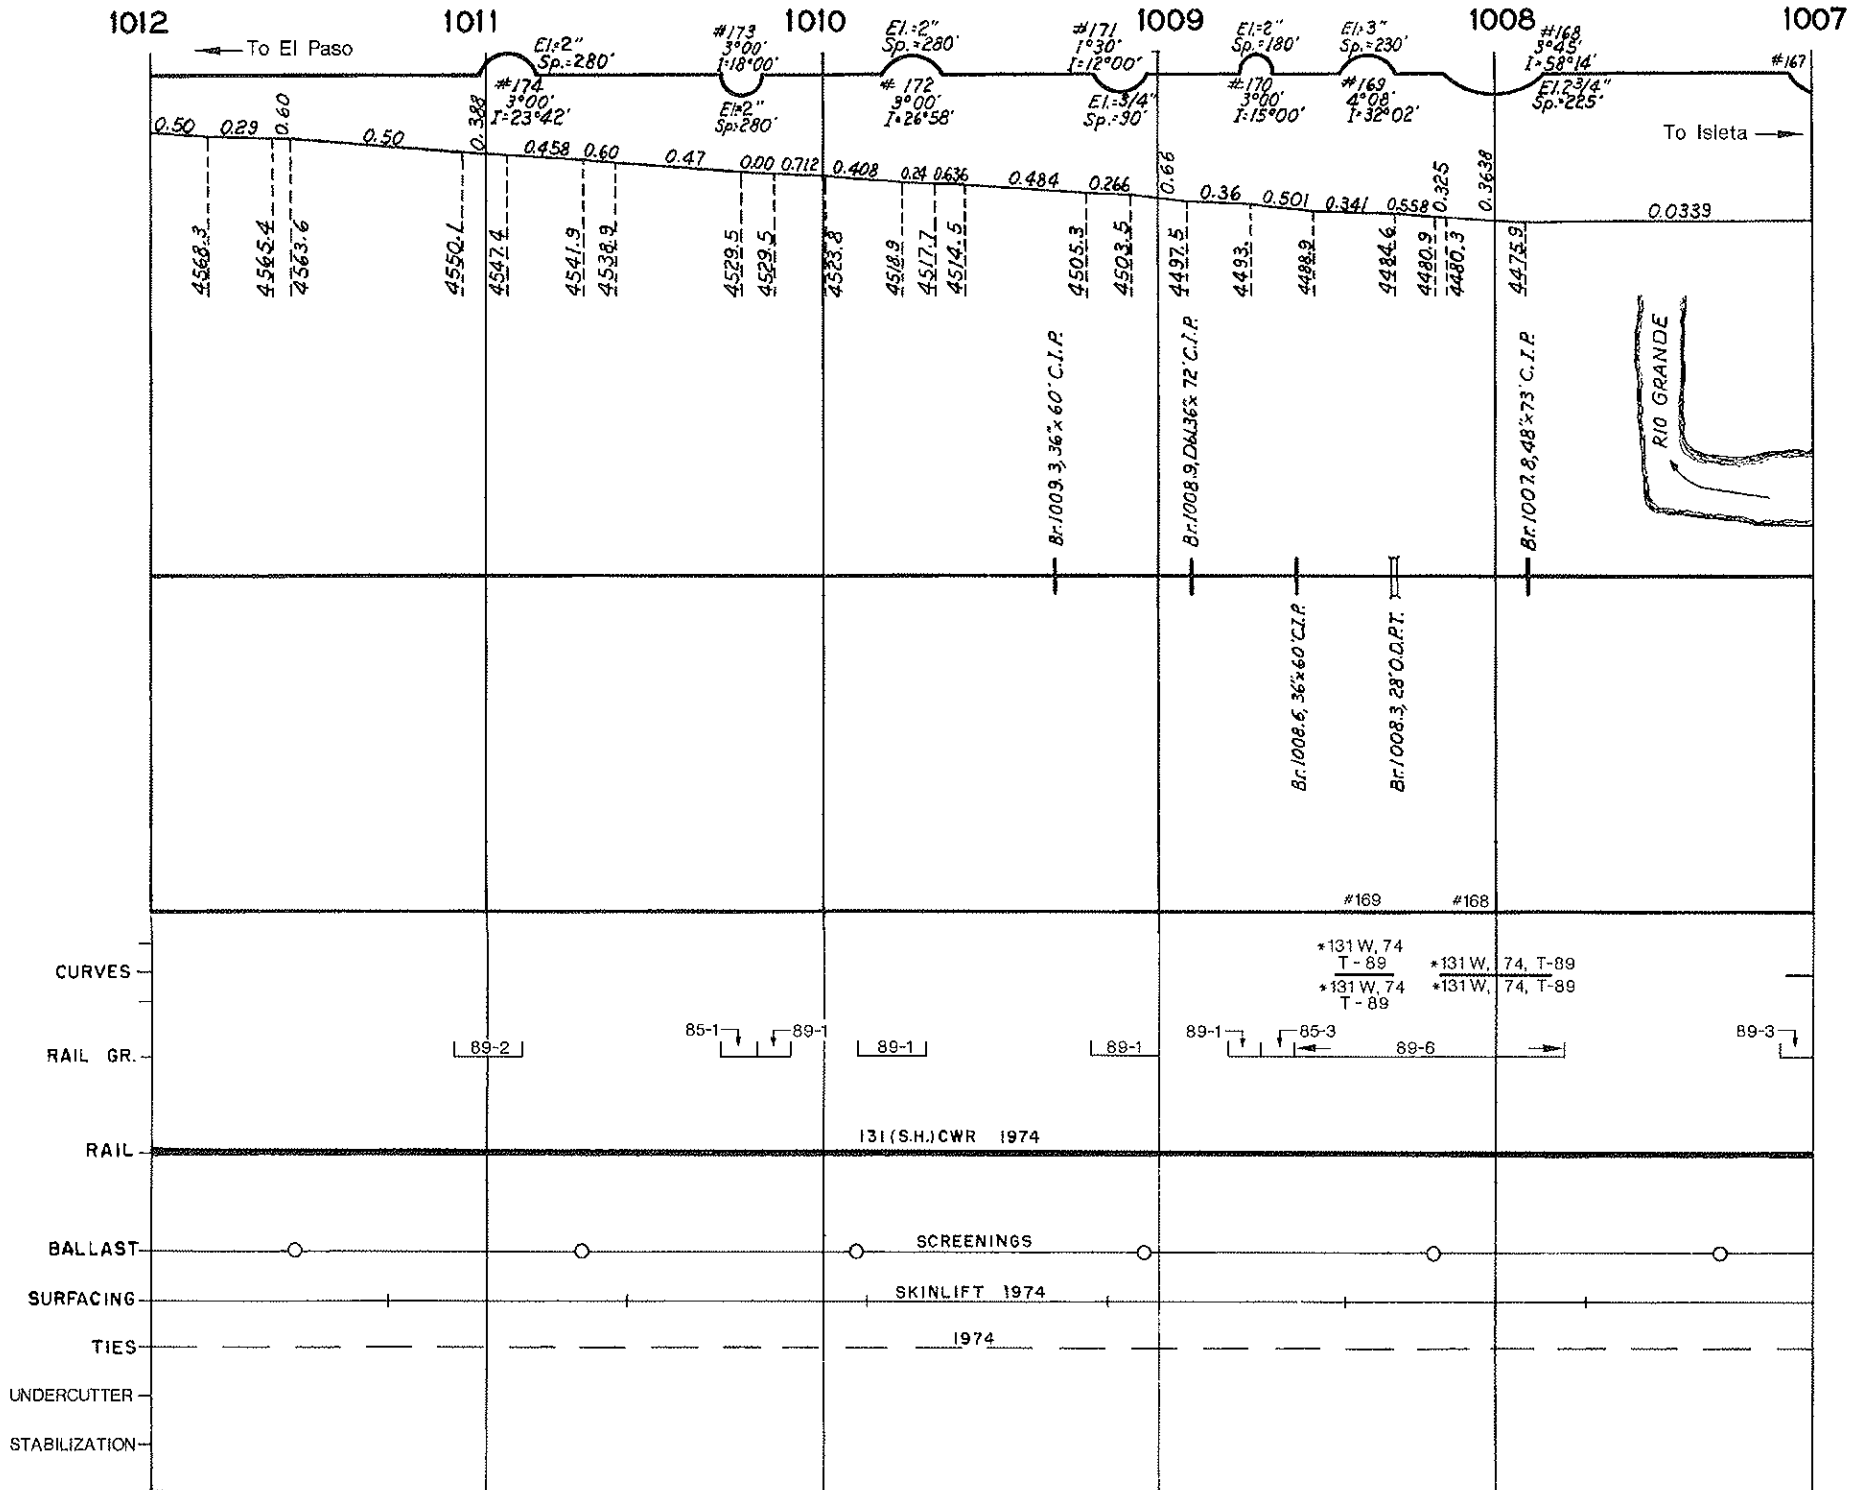 1012 1011 1010 1009 1008 1007
← To El Paso
El.=2"
Sp.=280'
#174
3°00'
I=23°42'
#173
3°00'
I=18°00'
El.=2"
Sp.=280'
El.=2"
Sp.=280'
#172
3°00'
I=26°58'
#171
1°30'
I=12°00'
El.=3/4"
Sp.=90'
El=2"
Sp.=180'
#170
3°00'
I=15°00'
El.=3"
Sp.=230'
#169
4°08'
I=32°02'
#168
3°45'
I=58°14'
El.2 3/4"
Sp.=225'
#167
To Isleta →
0.50 0.29 0.60 0.50 0.388 0.458 0.60 0.47 0.00 0.712 0.408 0.24 0.636 0.484 0.266 0.66 0.36 0.501 0.341 0.558 0.325 0.3638 0.0339
4568.3 4565.4 4563.6 4550.1 4547.4 4541.9 4538.9 4529.5 4529.5 4523.8 4518.9 4517.7 4514.5 4505.3 4503.5 4497.5 4493. 4488.9 4484.6 4480.9 4480.3 4475.9
Br.1009.3, 36"x 60' C.I.P.
Br.1008.9, Dbl.36"x 72' C.I.P.
Br.1007.8, 48"x73' C.I.P.
RIO GRANDE
Br.1008.6, 36"x60' C.I.P.
Br.1008.3, 28' O.D.P.T.
#169 #168
CURVES
*131 W, 74
T-89
*131 W, 74
T-89
*131 W, 74, T-89
*131 W, 74, T-89
RAIL GR.
89-2 85-1 89-1 89-1 89-1 89-1 85-3 89-6 89-3
RAIL
131 (S.H.) CWR 1974
BALLAST
SCREENINGS
SURFACING
SKINLIFT 1974
TIES
1974
UNDERCUTTER
STABILIZATION